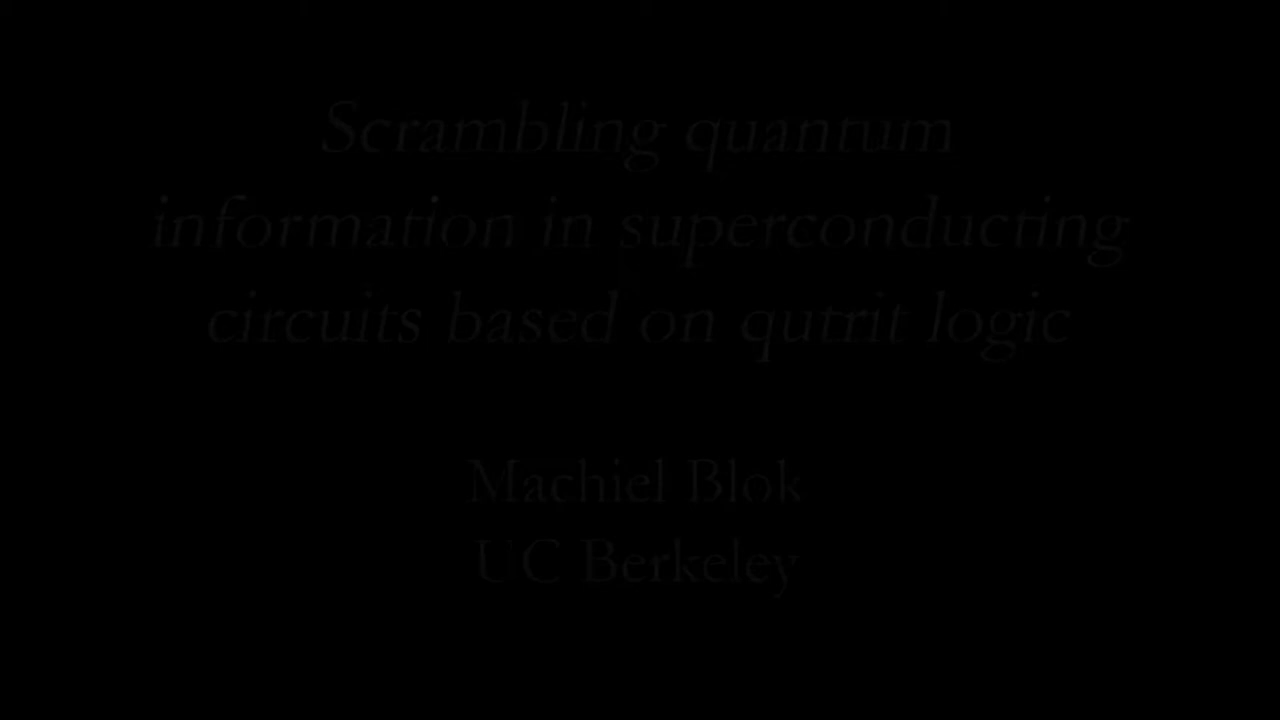 Scrambling quantum
information in superconducting
circuits based on qutrit logic
Machiel Blok
UC Berkeley